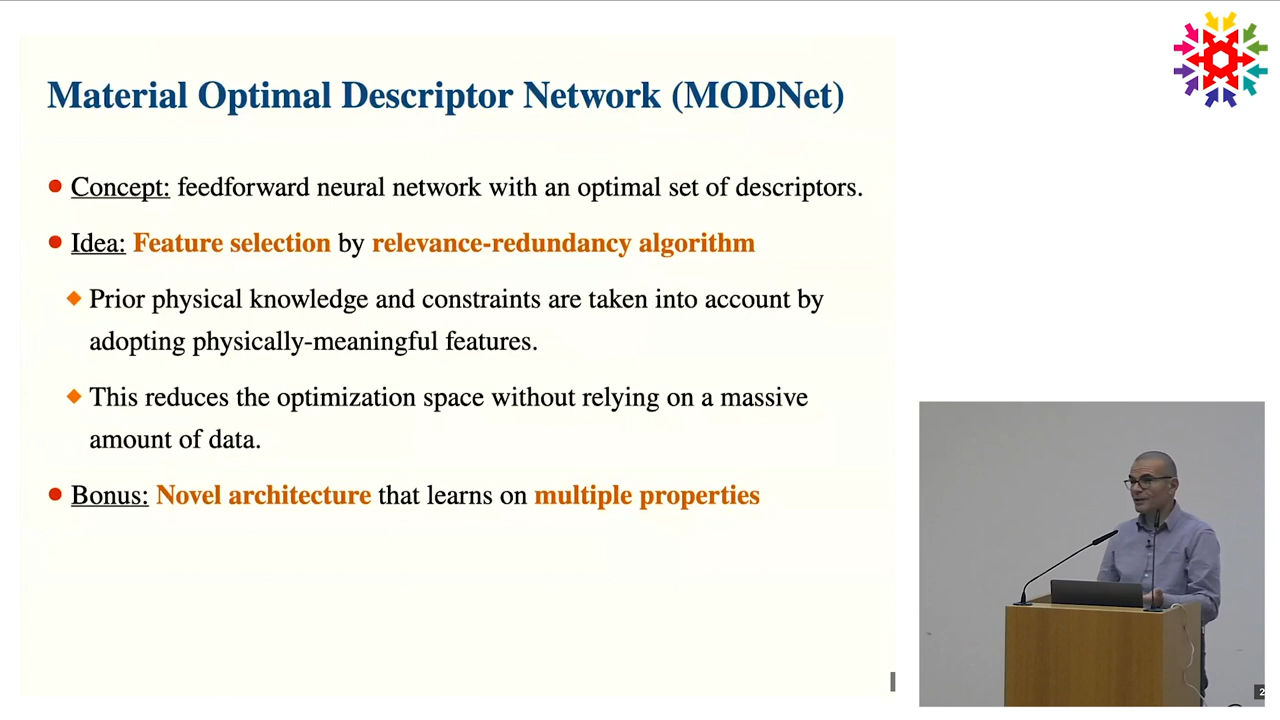 Material Optimal Descriptor Network (MODNet)
Concept: feedforward neural network with an optimal set of descriptors.
Idea: Feature selection by relevance-redundancy algorithm
Prior physical knowledge and constraints are taken into account by
adopting physically-meaningful features.
This reduces the optimization space without relying on a massive
amount of data.
Bonus: Novel architecture that learns on multiple properties
2